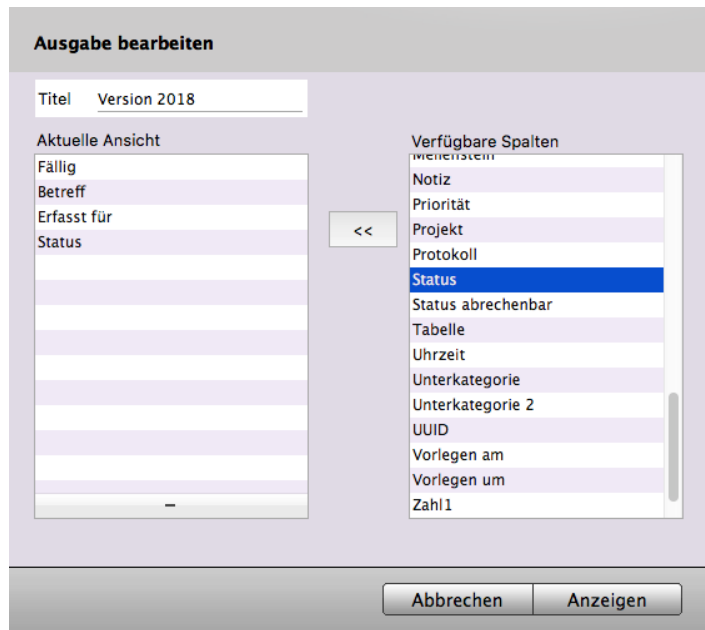 Ausgabe bearbeiten
Titel Version 2018
Aktuelle Ansicht
Fällig
Betreff
Erfasst für
Status
–
<<
Verfügbare Spalten
Meilenstein
Notiz
Priorität
Projekt
Protokoll
Status
Status abrechenbar
Tabelle
Uhrzeit
Unterkategorie
Unterkategorie 2
UUID
Vorlegen am
Vorlegen um
Zahl1
Abbrechen
Anzeigen